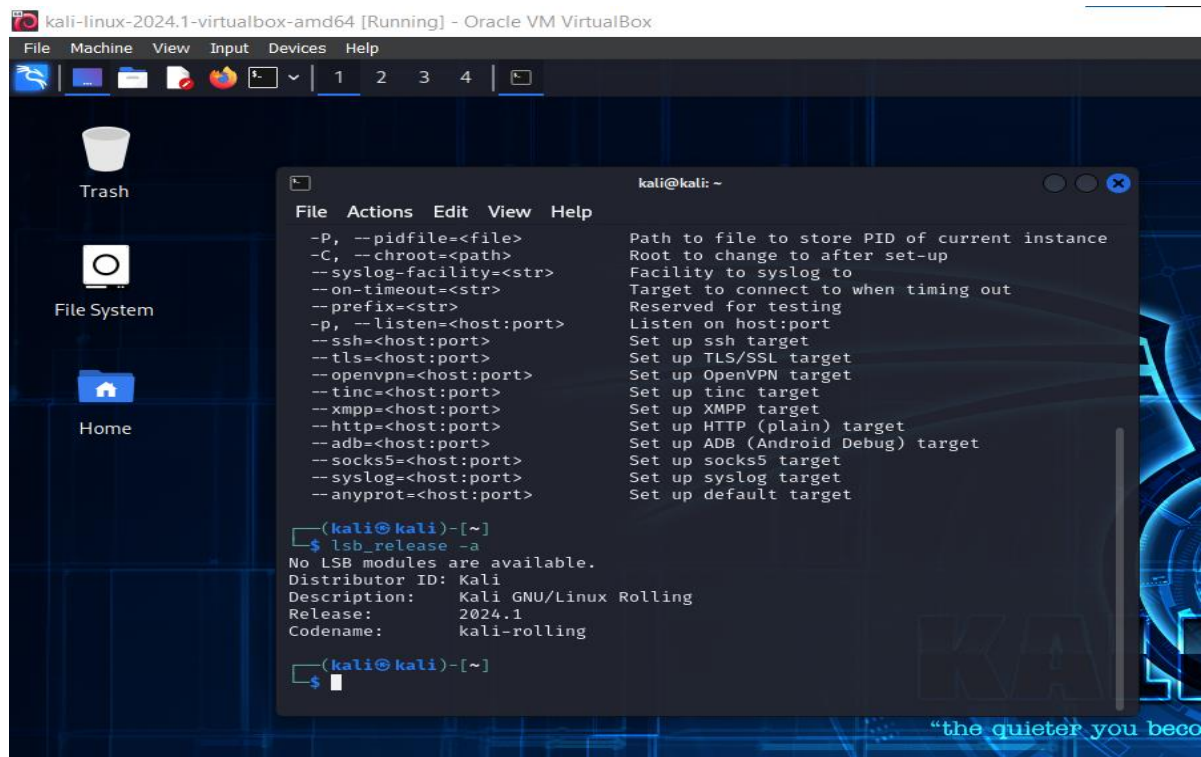 kali-linux-2024.1-virtualbox-amd64 [Running] - Oracle VM VirtualBox
File Machine View Input Devices Help
1 2 3 4
Trash
File System
Home
kali@kali: ~
File Actions Edit View Help
-P, --pidfile=<file> Path to file to store PID of current instance
-C, --chroot=<path> Root to change to after set-up
--syslog-facility=<str> Facility to syslog to
--on-timeout=<str> Target to connect to when timing out
--prefix=<str> Reserved for testing
-p, --listen=<host:port> Listen on host:port
--ssh=<host:port> Set up ssh target
--tls=<host:port> Set up TLS/SSL target
--openvpn=<host:port> Set up OpenVPN target
--tinc=<host:port> Set up tinc target
--xmpp=<host:port> Set up XMPP target
--http=<host:port> Set up HTTP (plain) target
--adb=<host:port> Set up ADB (Android Debug) target
--socks5=<host:port> Set up socks5 target
--syslog=<host:port> Set up syslog target
--anyprot=<host:port> Set up default target
┌──(kali㉿kali)-[~]
└─$ lsb_release -a
No LSB modules are available.
Distributor ID: Kali
Description: Kali GNU/Linux Rolling
Release: 2024.1
Codename: kali-rolling
┌──(kali㉿kali)-[~]
└─$
KAL
“the quieter you beco